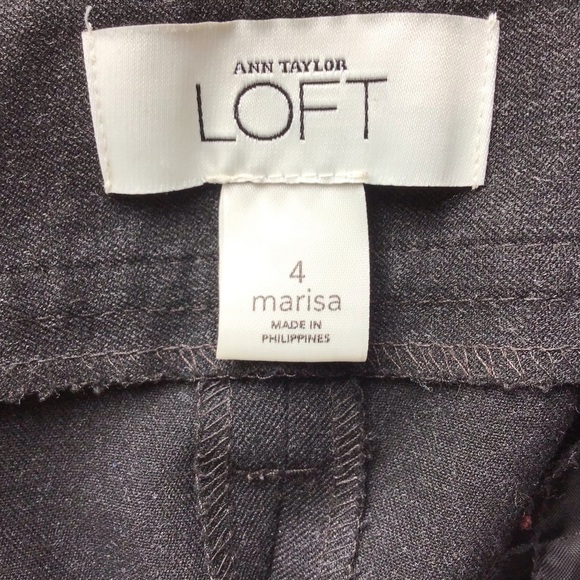 ANN TAYLOR
LOFT
4
marisa
MADE IN
PHILIPPINES